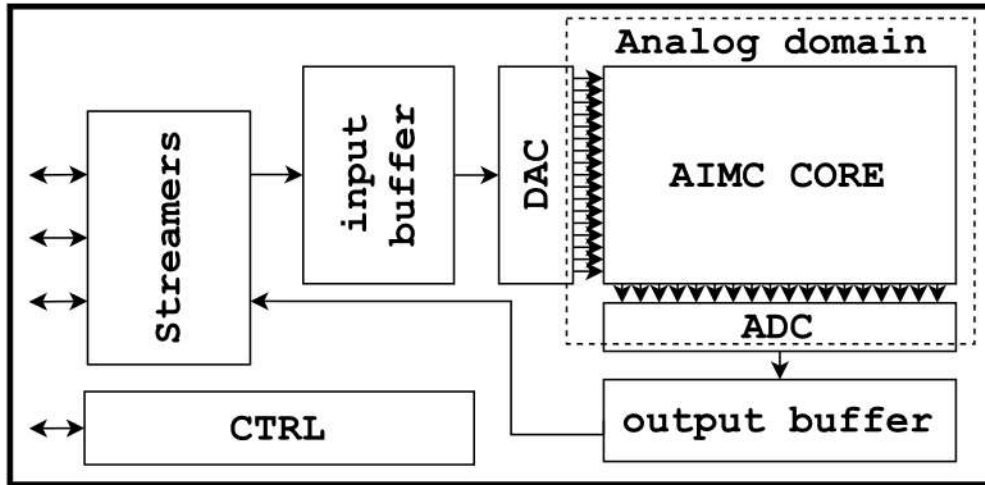 Analog domain
Streamers
input
buffer
DAC
AIMC CORE
ADC
CTRL
output buffer